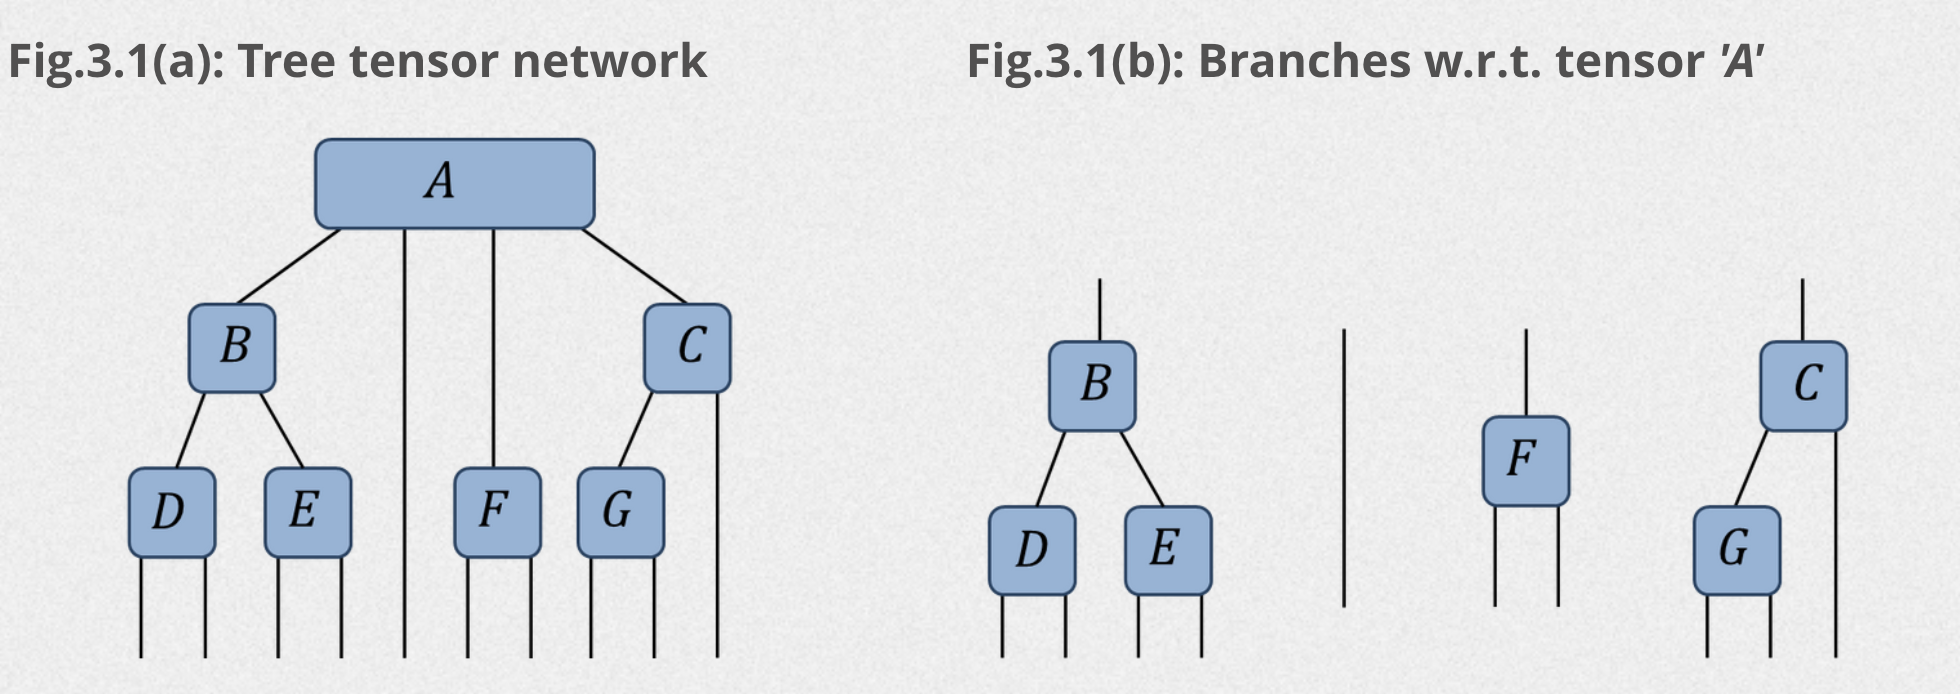 Fig.3.1(a): Tree tensor network
Fig.3.1(b): Branches w.r.t. tensor 'A'
A
B
C
D
E
F
G
B
F
C
D
E
G